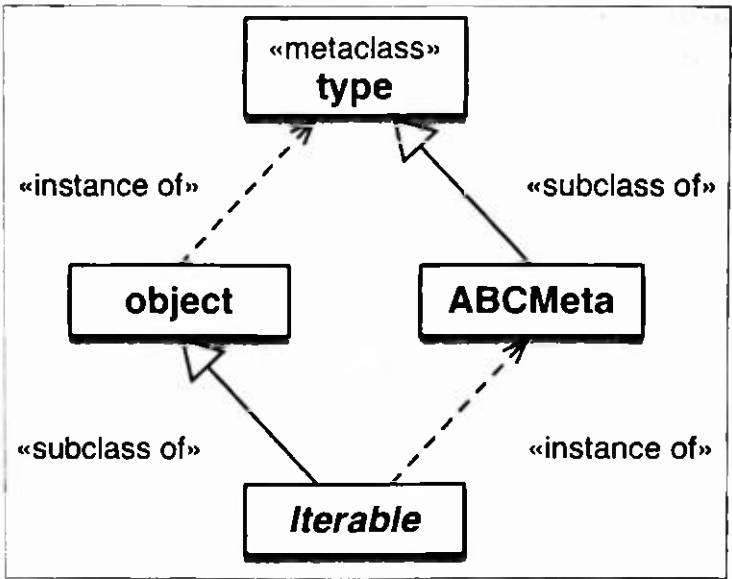 «metaclass»
type
«instance of»
«subclass of»
object
ABCMeta
«subclass of»
«instance of»
Iterable